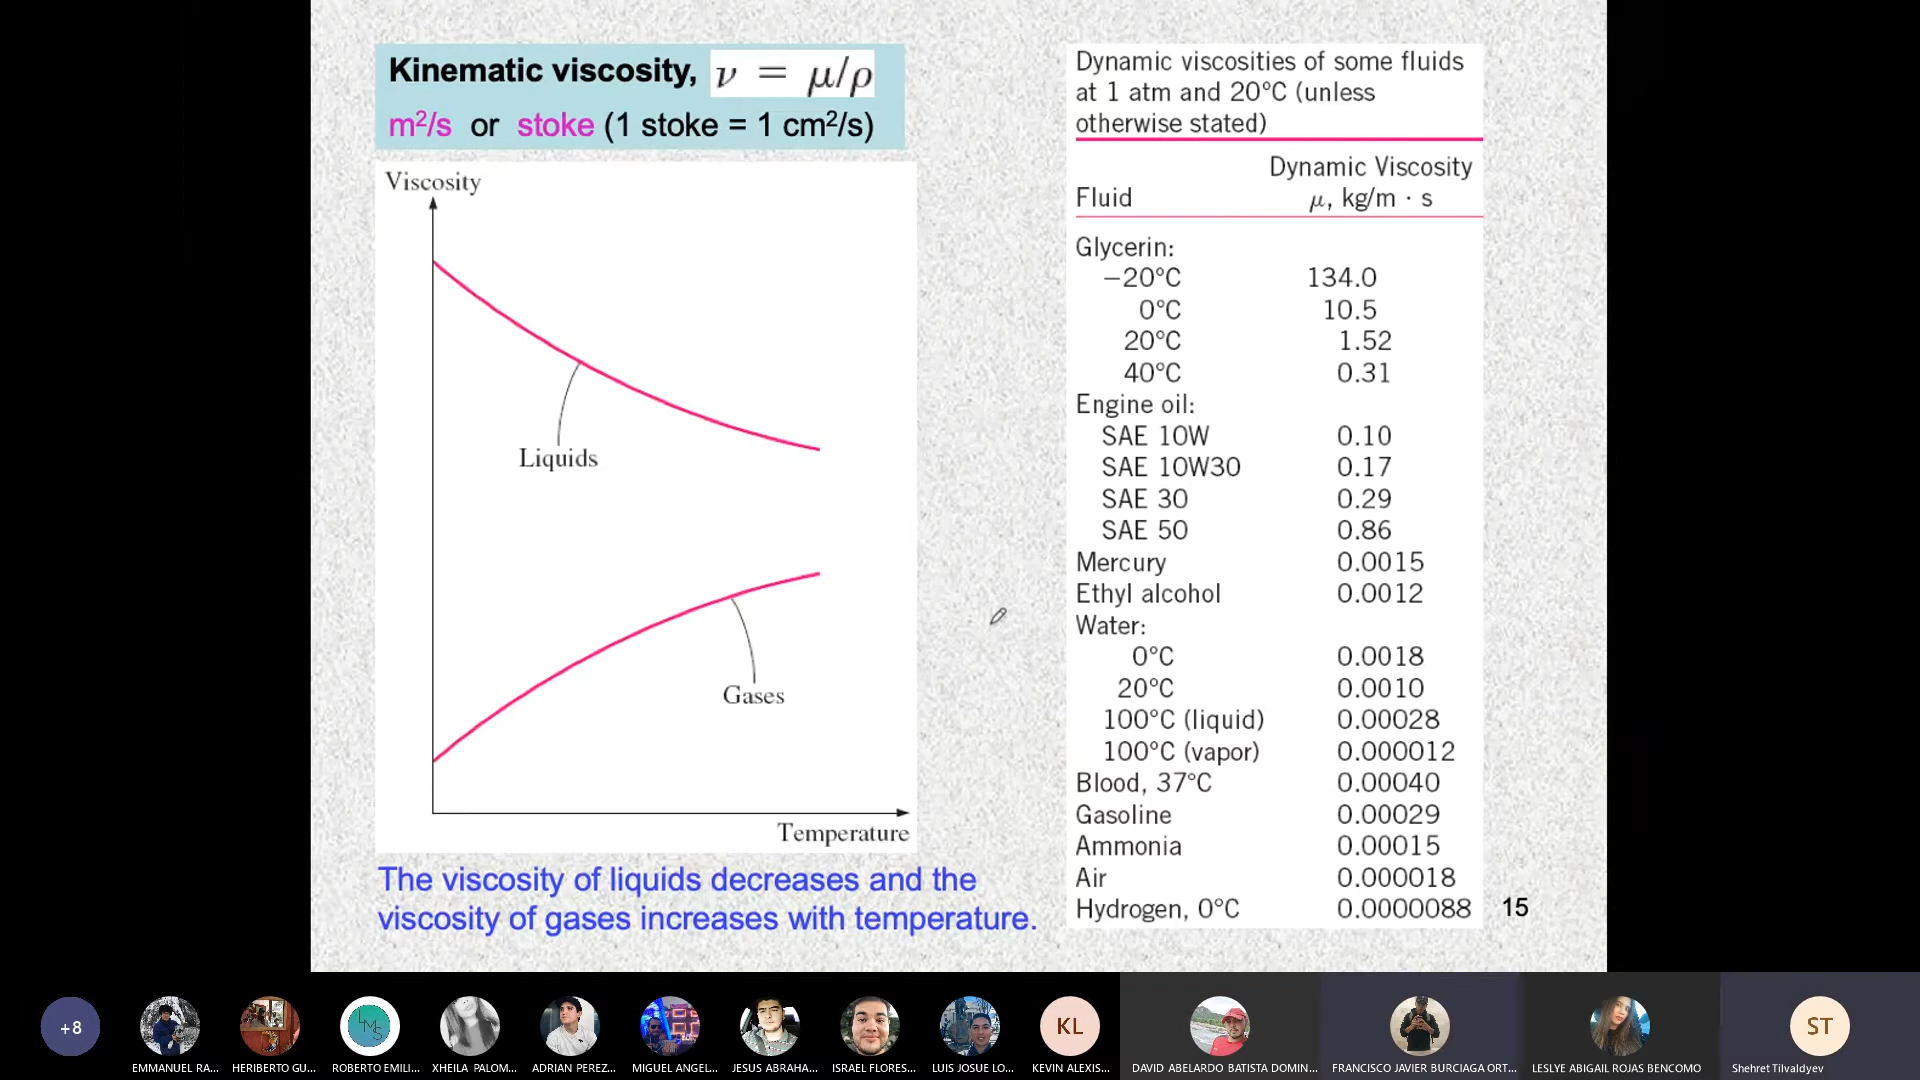 Kinematic viscosity, ν = μ/ρ
m²/s or stoke (1 stoke = 1 cm²/s)
Viscosity
Liquids
Gases
Temperature
The viscosity of liquids decreases and the
viscosity of gases increases with temperature.
Dynamic viscosities of some fluids
at 1 atm and 20°C (unless
otherwise stated)
Dynamic Viscosity
Fluid μ, kg/m · s
Glycerin:
−20°C 134.0
0°C 10.5
20°C 1.52
40°C 0.31
Engine oil:
SAE 10W 0.10
SAE 10W30 0.17
SAE 30 0.29
SAE 50 0.86
Mercury 0.0015
Ethyl alcohol 0.0012
Water:
0°C 0.0018
20°C 0.0010
100°C (liquid) 0.00028
100°C (vapor) 0.000012
Blood, 37°C 0.00040
Gasoline 0.00029
Ammonia 0.00015
Air 0.000018
Hydrogen, 0°C 0.0000088
15
+8
LMS
KL
ST
EMMANUEL RA...
HERIBERTO GU...
ROBERTO EMILI...
XHEILA PALOM...
ADRIAN PEREZ...
MIGUEL ANGEL...
JESUS ABRAHA...
ISRAEL FLORES...
LUIS JOSUE LO...
KEVIN ALEXIS...
DAVID ABELARDO BATISTA DOMIN...
FRANCISCO JAVIER BURCIAGA ORT...
LESLYE ABIGAIL ROJAS BENCOMO
Shehret Tilvaldyev